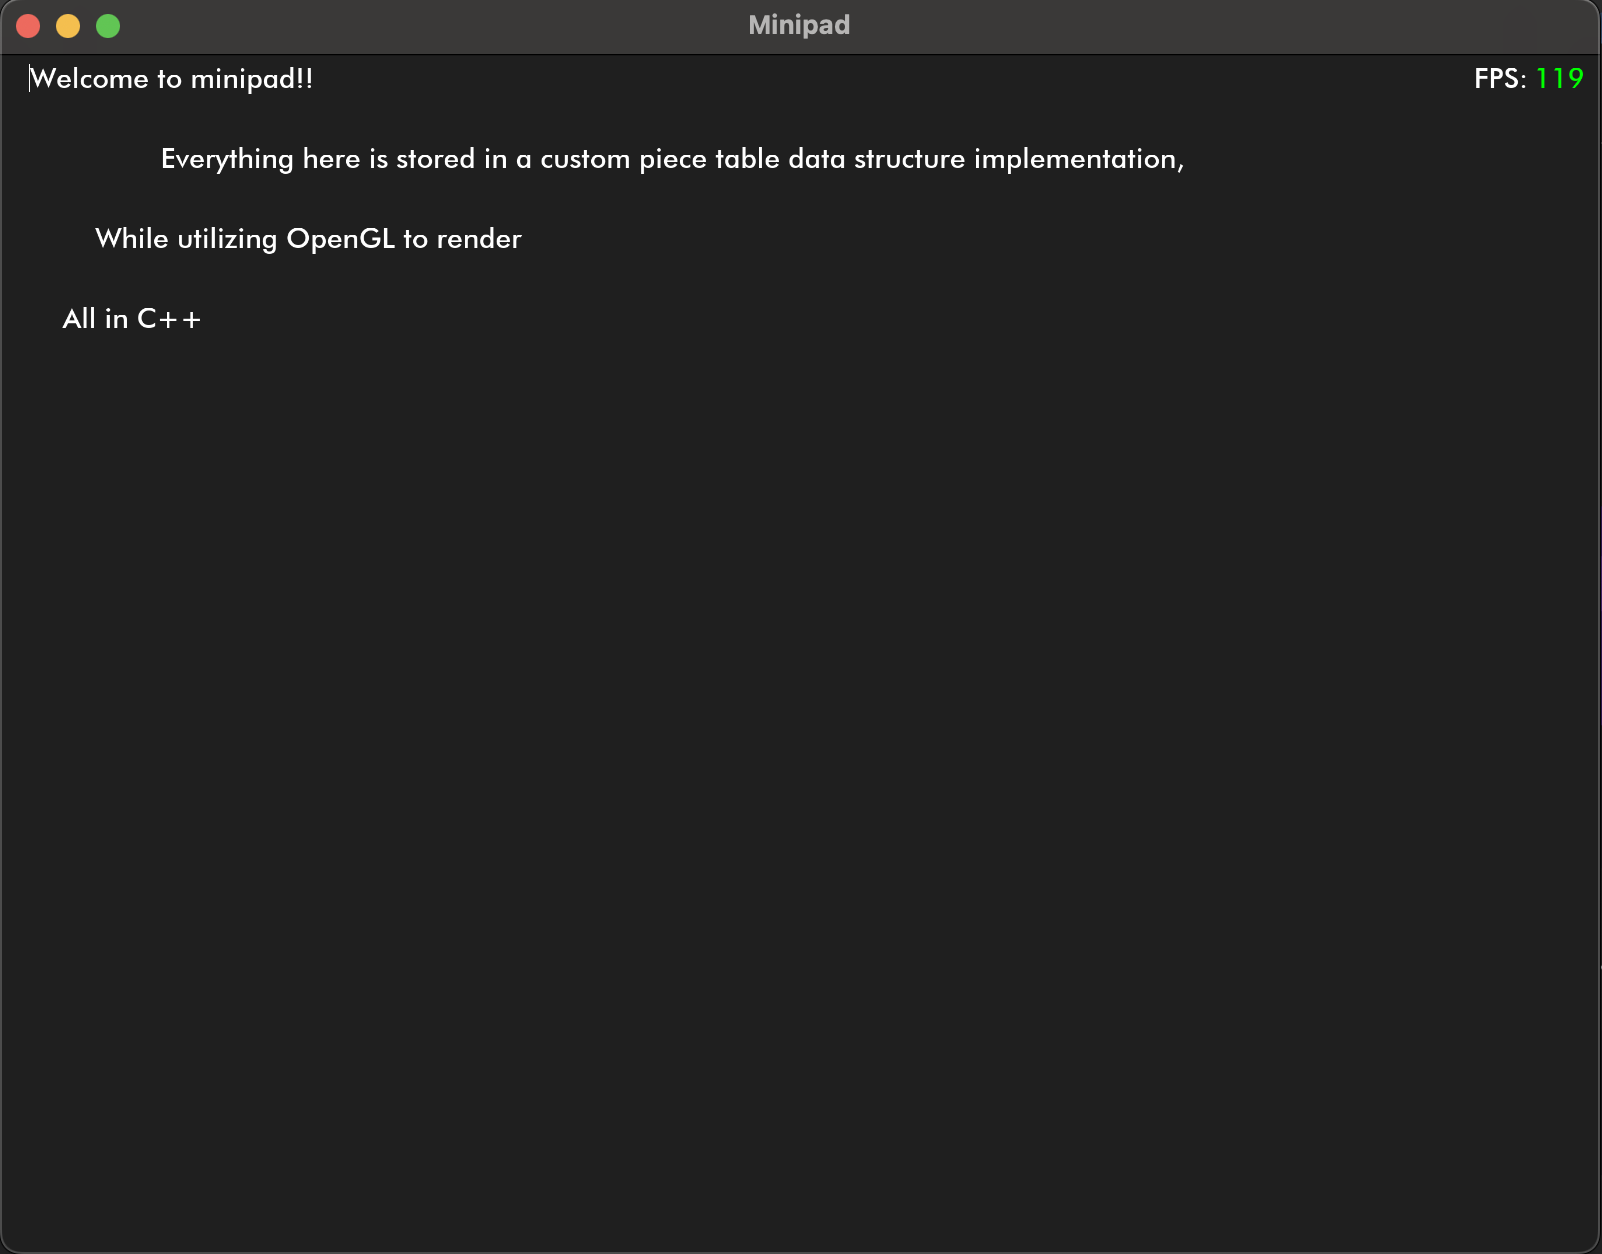 Minipad
Welcome to minipad!!
FPS: 119
Everything here is stored in a custom piece table data structure implementation,
While utilizing OpenGL to render
All in C++